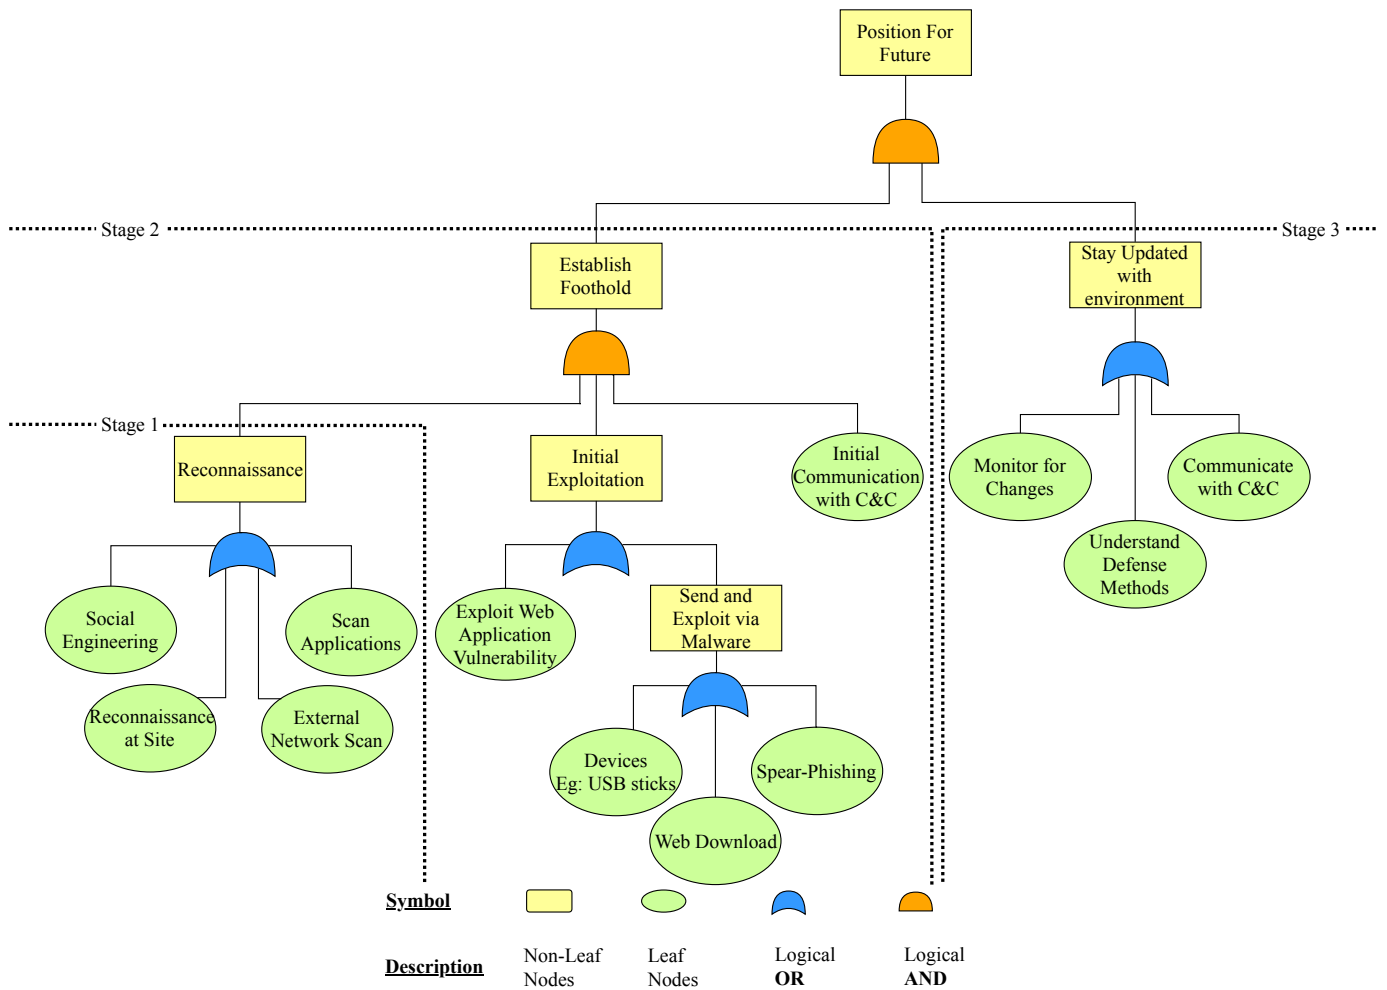 Position For
Future
Stage 2
Stage 3
Establish
Foothold
Stay Updated
with
environment
Stage 1
Reconnaissance
Initial
Exploitation
Initial
Communication
with C&C
Monitor for
Changes
Communicate
with C&C
Understand
Defense
Methods
Social
Engineering
Scan
Applications
Exploit Web
Application
Vulnerability
Send and
Exploit via
Malware
Reconnaissance
at Site
External
Network Scan
Devices
Eg: USB sticks
Spear-Phishing
Web Download
Symbol
Description
Non-Leaf
Nodes
Leaf
Nodes
Logical
OR
Logical
AND